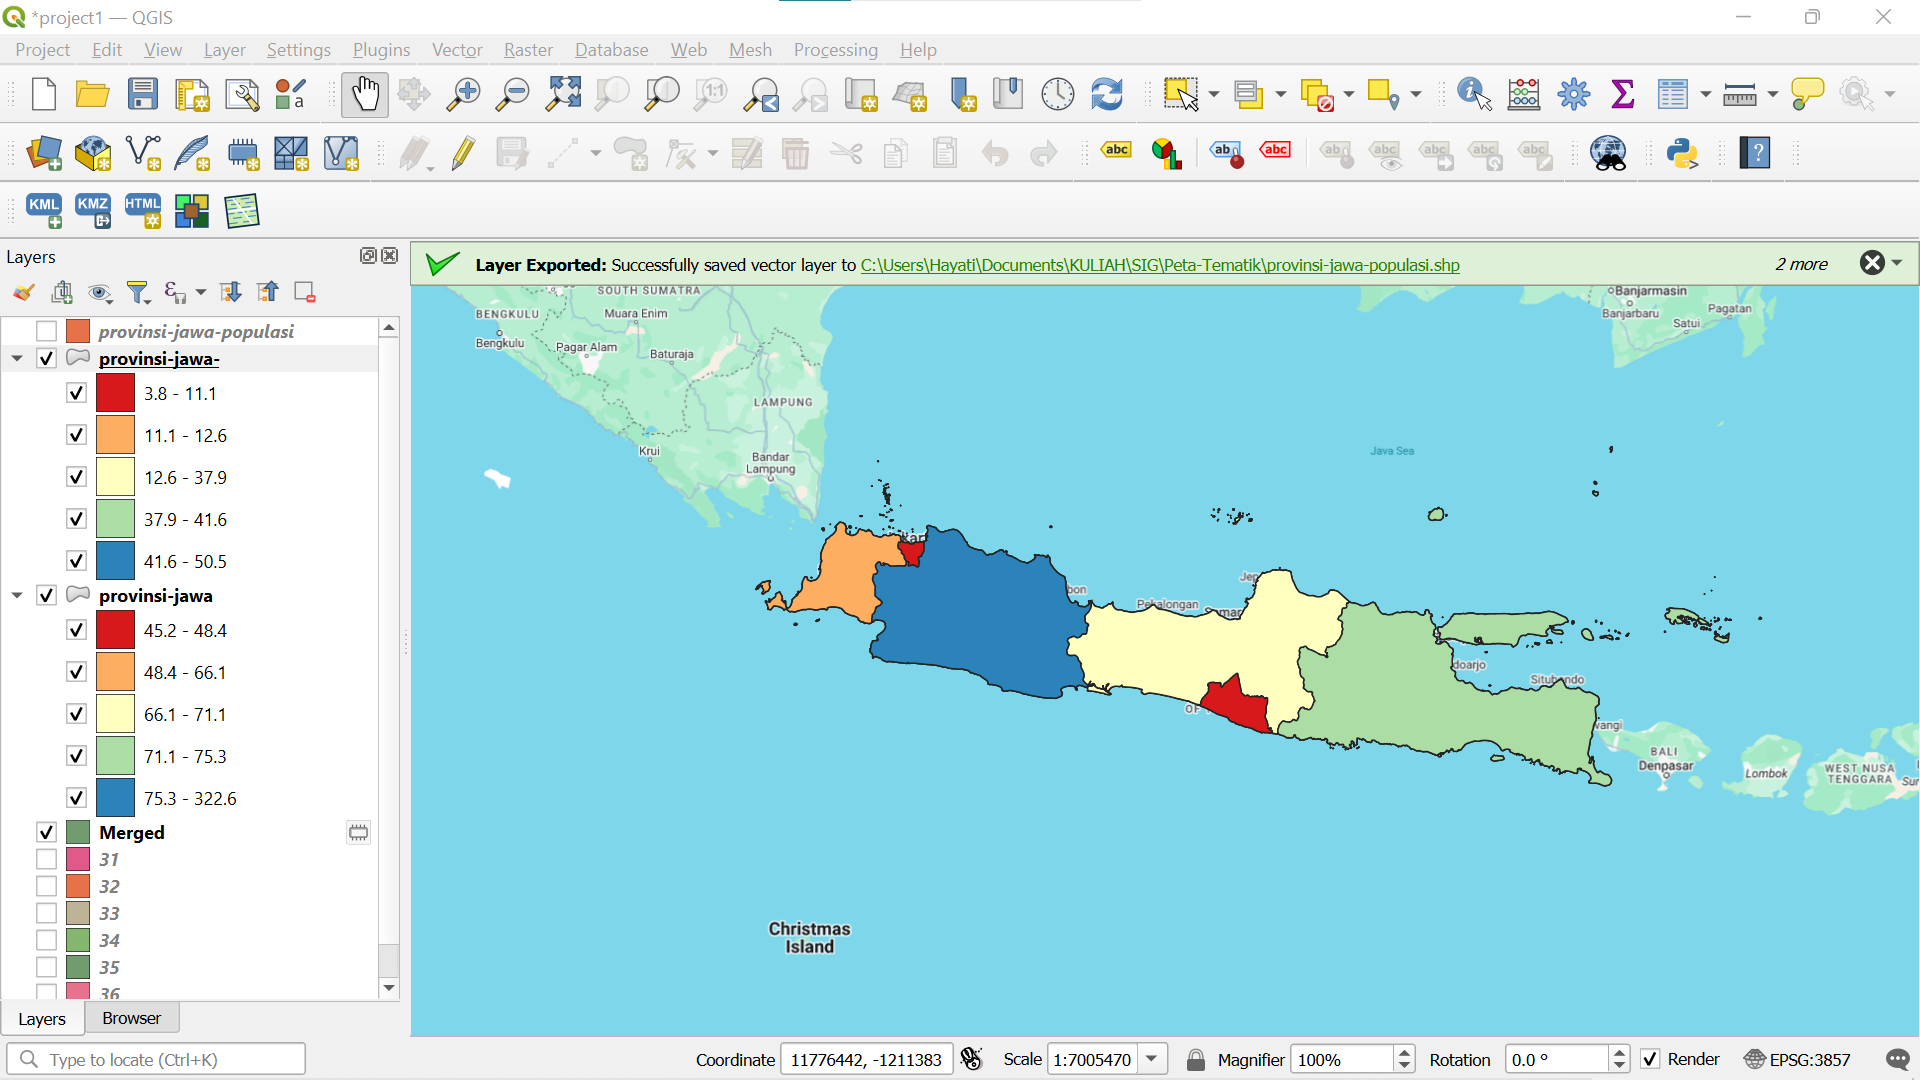 *project1 — QGIS
Project Edit View Layer Settings Plugins Vector Raster Database Web Mesh Processing Help
KML KMZ HTML
Layers
Layer Exported: Successfully saved vector layer to C:\Users\Hayati\Documents\KULIAH\SIG\Peta-Tematik\provinsi-jawa-populasi.shp
2 more
provinsi-jawa-populasi
provinsi-jawa-
3.8 - 11.1
11.1 - 12.6
12.6 - 37.9
37.9 - 41.6
41.6 - 50.5
provinsi-jawa
45.2 - 48.4
48.4 - 66.1
66.1 - 71.1
71.1 - 75.3
75.3 - 322.6
Merged
31
32
33
34
35
36
Layers Browser
SOUTH SUMATRA
BENGKULU
Muara Enim
Bengkulu
Pagar Alam
Baturaja
LAMPUNG
Krui
Bandar
Lampung
Java Sea
Banjarmasin
Banjarbaru
Pagatan
Satui
Pekalongan
Situbondo
BALI
Denpasar
Lombok
WEST NUSA
TENGGARA
Christmas
Island
Type to locate (Ctrl+K)
Coordinate 11776442, -1211383 Scale 1:7005470 Magnifier 100% Rotation 0.0 ° Render EPSG:3857